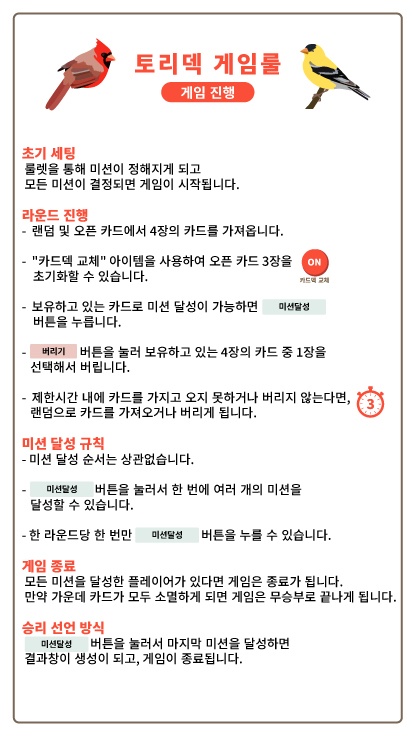 토리덱 게임룰
게임 진행
초기 세팅
룰렛을 통해 미션이 정해지게 되고
모든 미션이 결정되면 게임이 시작됩니다.
라운드 진행
- 랜덤 및 오픈 카드에서 4장의 카드를 가져옵니다.
- "카드덱 교체" 아이템을 사용하여 오픈 카드 3장을
초기화할 수 있습니다.
ON
카드덱 교체
- 보유하고 있는 카드로 미션 달성이 가능하면 미션달성
버튼을 누릅니다.
- 버리기 버튼을 눌러 보유하고 있는 4장의 카드 중 1장을
선택해서 버립니다.
- 제한시간 내에 카드를 가지고 오지 못하거나 버리지 않는다면,
랜덤으로 카드를 가져오거나 버리게 됩니다.
3
미션 달성 규칙
- 미션 달성 순서는 상관없습니다.
- 미션달성 버튼을 눌러서 한 번에 여러 개의 미션을
달성할 수 있습니다.
- 한 라운드당 한 번만 미션달성 버튼을 누를 수 있습니다.
게임 종료
모든 미션을 달성한 플레이어가 있다면 게임은 종료가 됩니다.
만약 가운데 카드가 모두 소멸하게 되면 게임은 무승부로 끝나게 됩니다.
승리 선언 방식
미션달성 버튼을 눌러서 마지막 미션을 달성하면
결과창이 생성이 되고, 게임이 종료됩니다.